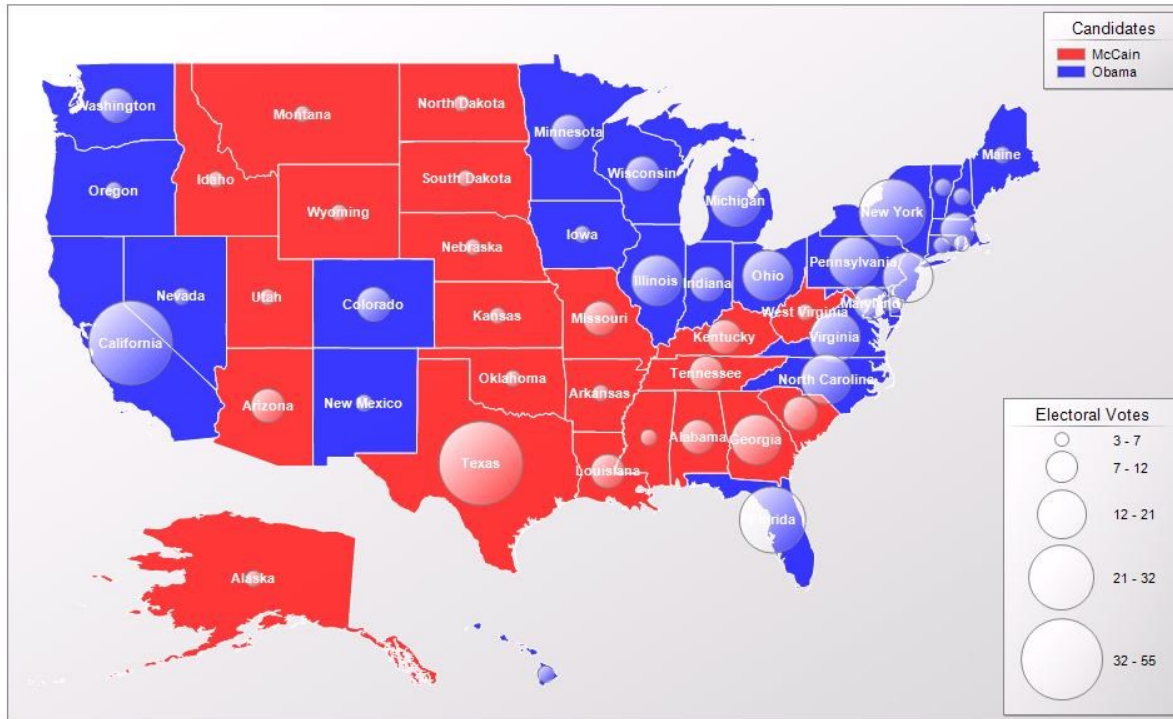 Candidates
McCain
Obama
Washington
Montana
North Dakota
Minnesota
Maine
Oregon
Idaho
South Dakota
Wisconsin
Michigan
New York
Wyoming
Nebraska
Iowa
Pennsylvania
Nevada
Utah
Colorado
Illinois
Indiana
Ohio
Maryland
West Virginia
Kansas
Missouri
Kentucky
Virginia
California
Tennessee
North Carolina
Oklahoma
Arkansas
Arizona
New Mexico
Alabama
Georgia
Texas
Louisiana
Florida
Alaska
Electoral Votes
3 - 7
7 - 12
12 - 21
21 - 32
32 - 55